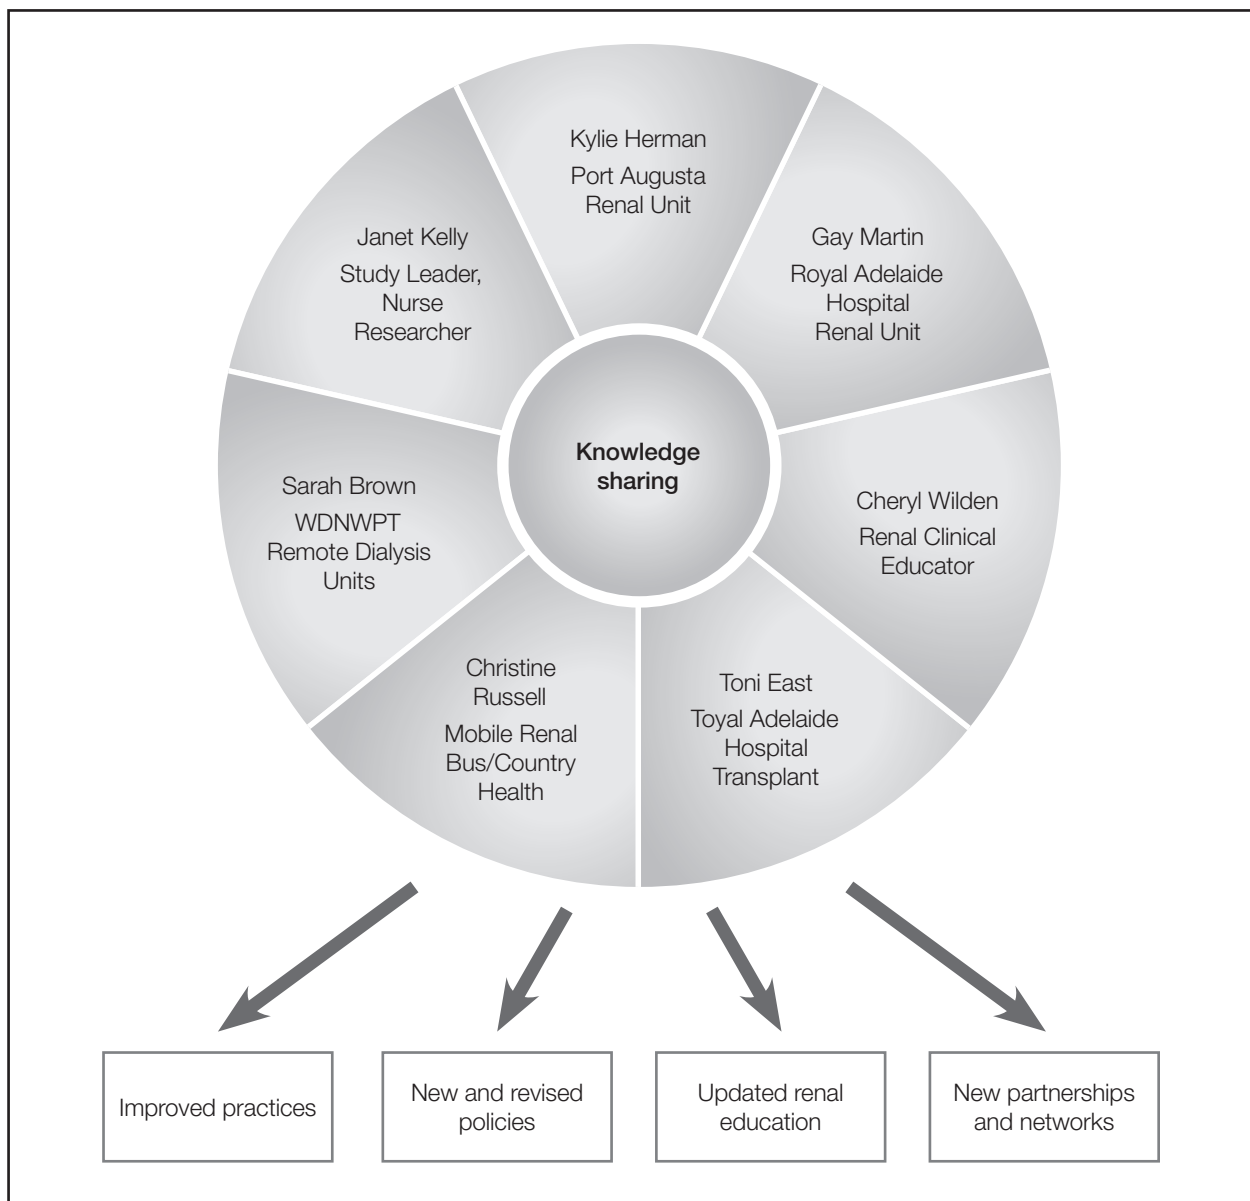 Kylie Herman
Port Augusta
Renal Unit
Gay Martin
Royal Adelaide
Hospital
Renal Unit
Cheryl Wilden
Renal Clinical
Educator
Toni East
Toyal Adelaide
Hospital
Transplant
Christine
Russell
Mobile Renal
Bus/Country
Health
Sarah Brown
WDNWPT
Remote Dialysis
Units
Janet Kelly
Study Leader,
Nurse
Researcher
Knowledge
sharing
Improved practices
New and revised
policies
Updated renal
education
New partnerships
and networks